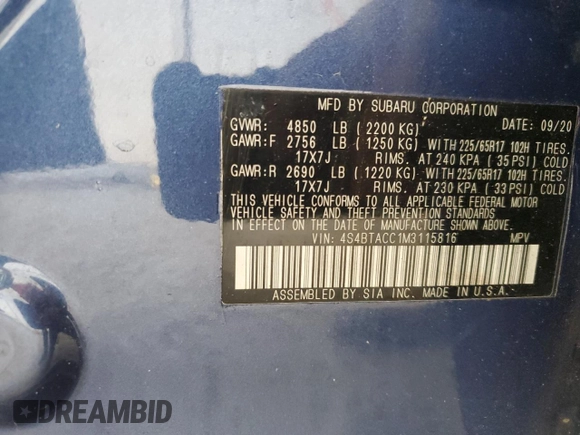 MFD BY SUBARU CORPORATION
GVWR: 4850 LB ( 2200 KG) DATE: 09/20
GAWR:F 2756 LB ( 1250 KG) WITH 225/65R17 102H TIRES
17X7J RIMS. AT 240 KPA ( 35 PSI) COLD
GAWR:R 2690 LB ( 1220 KG) WITH 225/65R17 102H TIRES
17X7J RIMS. AT 230 KPA ( 33 PSI) COLD
THIS VEHICLE CONFORMS TO ALL APPLICABLE FEDERAL MOTOR
VEHICLE SAFETY AND THEFT PREVENTION STANDARDS
IN EFFECT ON THE DATE OF MANUFACTURE SHOWN ABOVE.
VIN: 4S4BTACC1M3115816 MPV
ASSEMBLED BY SIA INC. MADE IN U.S.A.
DREAMBID